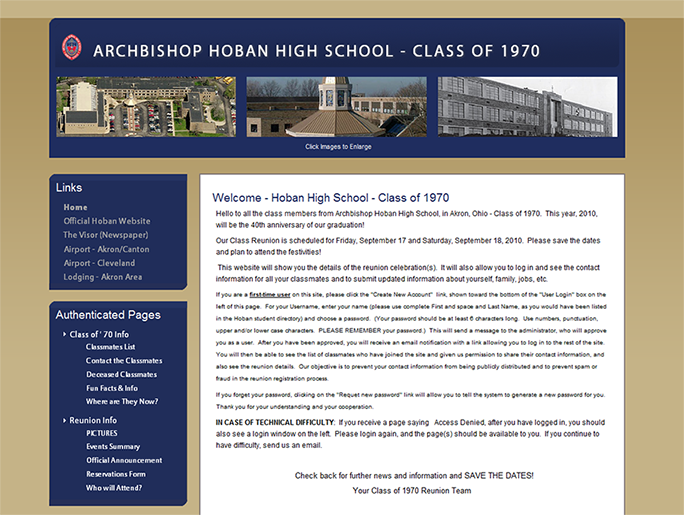 ARCHBISHOP HOBAN HIGH SCHOOL - CLASS OF 1970
Click Images to Enlarge
Links
Home
Official Hoban Website
The Visor (Newspaper)
Airport - Akron/Canton
Airport - Cleveland
Lodging - Akron Area
Authenticated Pages
Class of ' 70 Info
Classmates List
Contact the Classmates
Deceased Classmates
Fun Facts & Info
Where are They Now?
Reunion Info
PICTURES
Events Summary
Official Announcement
Reservations Form
Who will Attend?
Welcome - Hoban High School - Class of 1970
Hello to all the class members from Archbishop Hoban High School, in Akron, Ohio - Class of 1970. This year, 2010,
will be the 40th anniversary of our graduation!
Our Class Reunion is scheduled for Friday, September 17 and Saturday, September 18, 2010. Please save the dates
and plan to attend the festivities!
This website will show you the details of the reunion celebration(s). It will also allow you to log in and see the contact
information for all your classmates and to submit updated information about yourself, family, jobs, etc.
If you are a first-time user on this site, please click the "Create New Account" link, shown toward the bottom of the "User Login" box on the
left of this page. For your Username, enter your name (please use complete First and space and Last Name, as you would have been listed
in the Hoban Student directory) and choose a password. (Your password should be at least 6 characters long. Use numbers, punctuation,
upper and/or lower case characters. PLEASE REMEMBER your password.) This will send a message to the administrator, who will approve
you as a user. After you have been approved, you will receive an email notification with a link allowing you to log in to the rest of the site.
You will then be able to see the list of classmates who have joined the site and given us permission to share their contact information, and
also see the reunion details. Our objective is to prevent your contact information from being publicly distributed and to prevent spam or
fraud in the reunion registration process.
If you forget your password, clicking on the "Requet new password" link will allow you to tell the system to generate a new password for you.
Thank you for your understanding and your cooperation.
IN CASE OF TECHNICAL DIFFICULTY: If you receive a page saying Access Denied, after you have logged in, you should
also see a login window on the left. Please login again, and the page(s) should be available to you. If you continue to
have difficulty, send us an email.
Check back for further news and information and SAVE THE DATES!
Your Class of 1970 Reunion Team